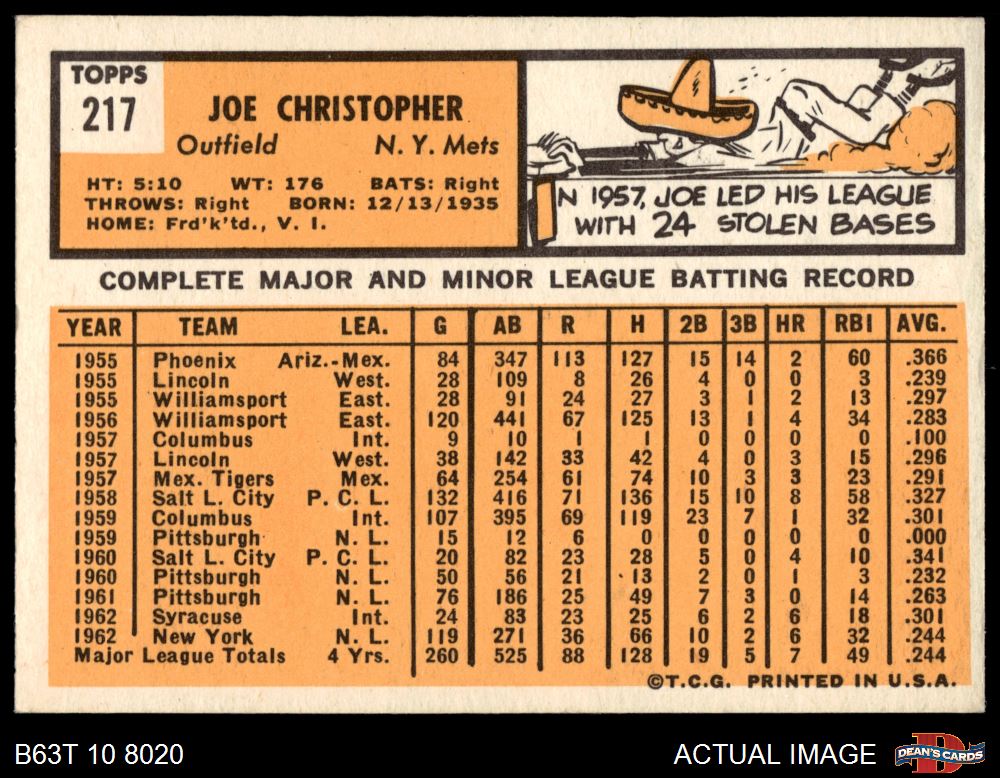 TOPPS
217
JOE CHRISTOPHER
Outfield N. Y. Mets
HT: 5:10 WT: 176 BATS: Right
THROWS: Right BORN: 12/13/1935
HOME: Frd'k'td., V. I.
IN 1957, JOE LED HIS LEAGUE
WITH 24 STOLEN BASES
COMPLETE MAJOR AND MINOR LEAGUE BATTING RECORD
YEAR TEAM LEA. G AB R H 2B 3B HR RBI AVG.
1955 Phoenix Ariz.-Mex. 84 347 113 127 15 14 2 60 .366
1955 Lincoln West. 28 109 8 26 4 0 0 3 .239
1955 Williamsport East. 28 91 24 27 3 1 2 13 .297
1956 Williamsport East. 120 441 67 125 13 1 4 34 .283
1957 Columbus Int. 9 10 1 1 0 0 0 0 .100
1957 Lincoln West. 38 142 33 42 4 0 3 15 .296
1957 Mex. Tigers Mex. 64 254 61 74 10 3 3 23 .291
1958 Salt L. City P. C. L. 132 416 71 136 15 10 8 58 .327
1959 Columbus Int. 107 395 69 119 23 7 1 32 .301
1959 Pittsburgh N. L. 15 12 6 0 0 0 0 0 .000
1960 Salt L. City P. C. L. 20 82 23 28 5 0 4 10 .341
1960 Pittsburgh N. L. 50 56 21 13 2 0 1 3 .232
1961 Pittsburgh N. L. 76 186 25 49 7 3 0 14 .263
1962 Syracuse Int. 24 83 23 25 6 2 6 18 .301
1962 New York N. L. 119 271 36 66 10 2 6 32 .244
Major League Totals 4 Yrs. 260 525 88 128 19 5 7 49 .244
©T.C.G. PRINTED IN U.S.A.
B63T 10 8020 ACTUAL IMAGE DEAN'S CARDS